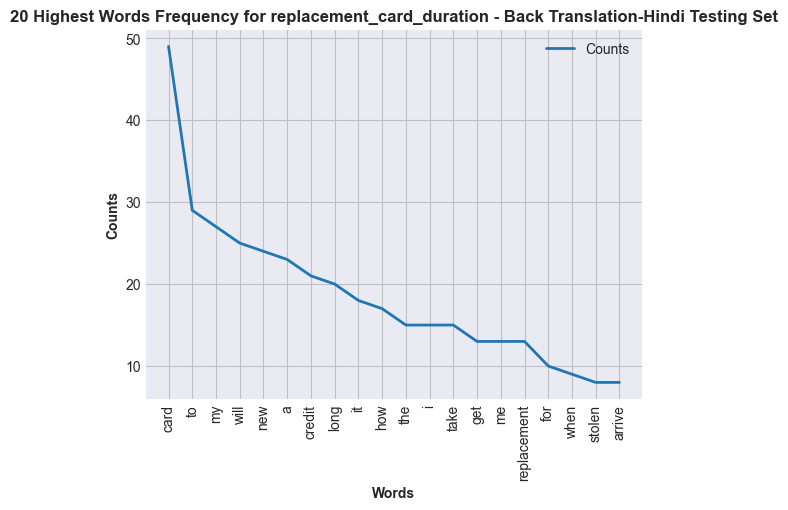 20 Highest Words Frequency for replacement_card_duration - Back Translation-Hindi Testing Set
Counts
50
40
30
20
10
Counts
card
to
my
will
new
a
credit
long
it
how
the
i
take
get
me
replacement
for
when
stolen
arrive
Words